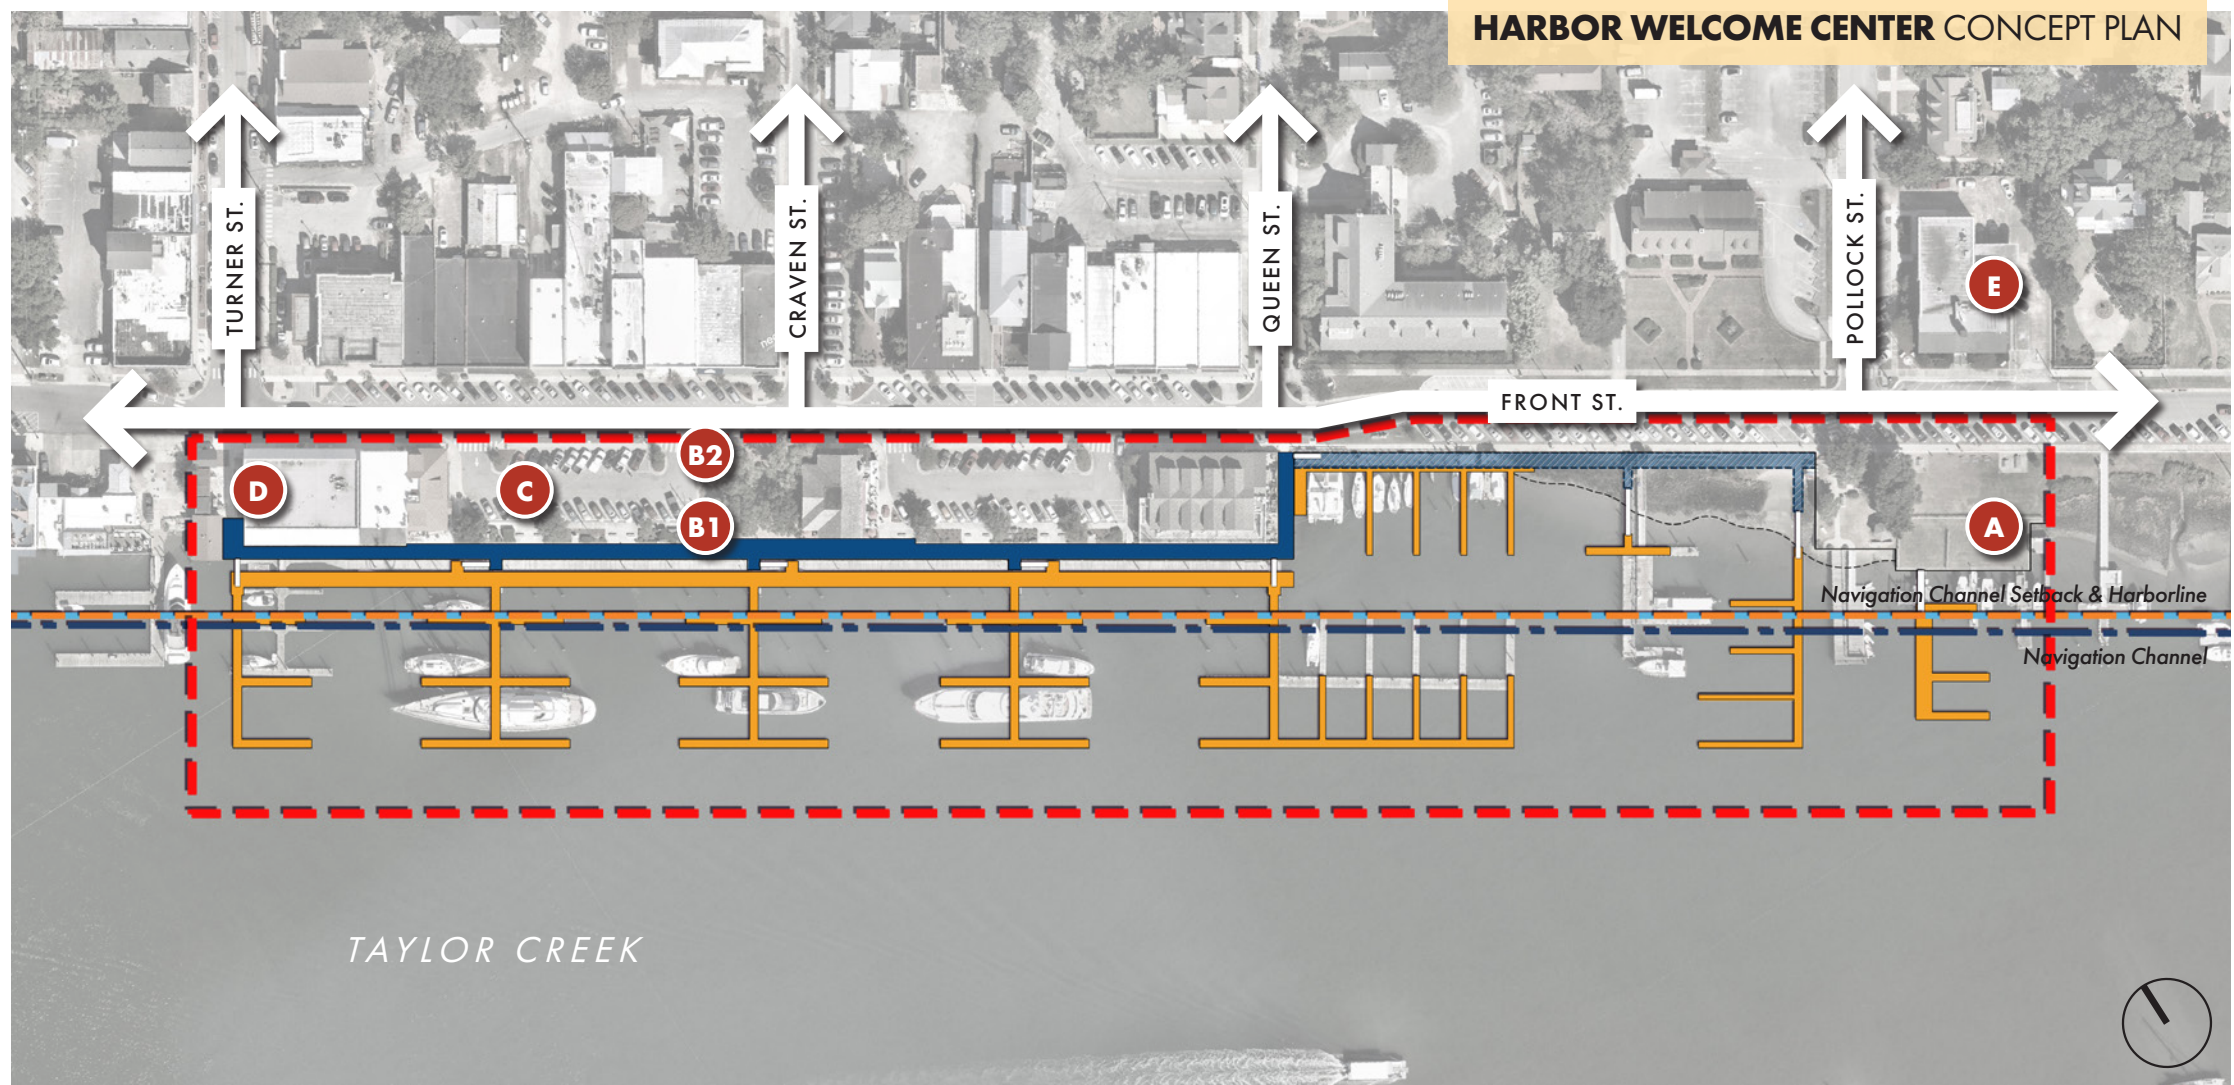 HARBOR WELCOME CENTER CONCEPT PLAN
TURNER ST.
CRAVEN ST.
QUEEN ST.
POLLOCK ST.
E
FRONT ST.
B2
D
C
B1
A
Navigation Channel Setback & Harborline
Navigation Channel
TAYLOR CREEK